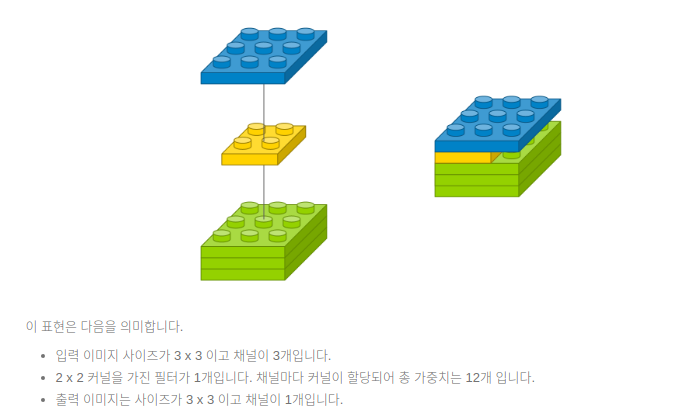 이 표현은 다음을 의미합니다.
입력 이미지 사이즈가 3 x 3 이고 채널이 3개입니다.
2 x 2 커널을 가진 필터가 1개입니다. 채널마다 커널이 할당되어 총 가중치는 12개 입니다.
출력 이미지는 사이즈가 3 x 3 이고 채널이 1개입니다.